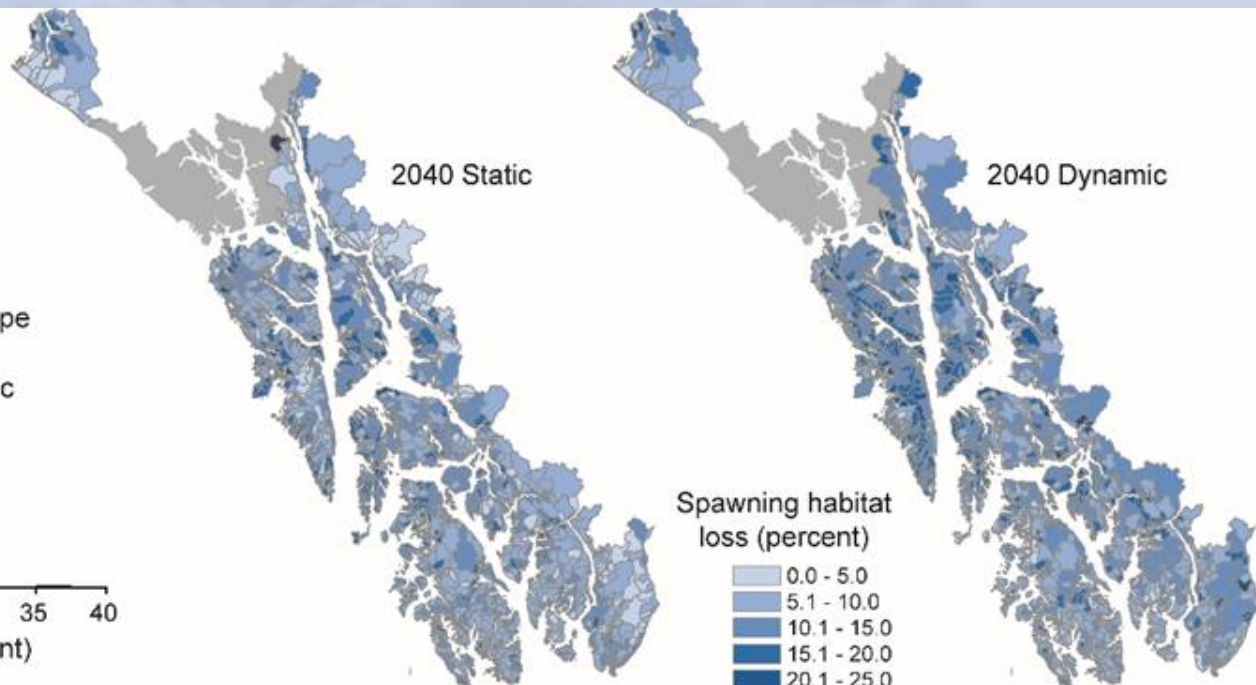 2040 Static
2040 Dynamic
pe
c
Spawning habitat
loss (percent)
0.0 - 5.0
5.1 - 10.0
10.1 - 15.0
15.1 - 20.0
20.1 - 25.0
35 40
nt)